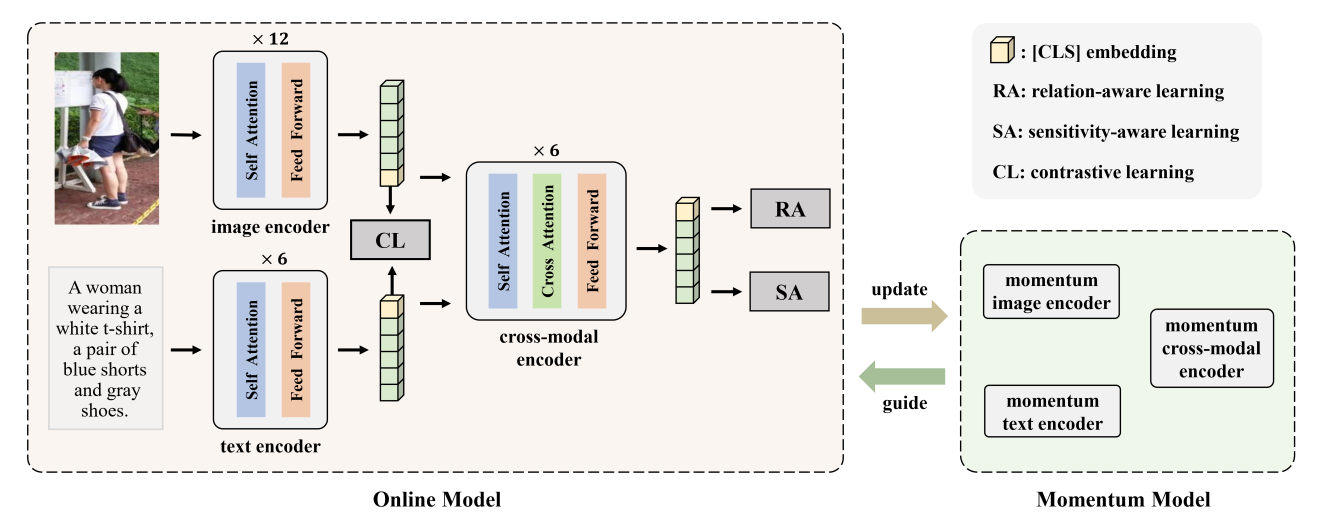 × 12
Self Attention
Feed Forward
image encoder
CL
A woman
wearing a
white t-shirt,
a pair of
blue shorts
and gray
shoes.
× 6
Self Attention
Feed Forward
text encoder
× 6
Self Attention
Cross Attention
Feed Forward
cross-modal
encoder
RA
SA
Online Model
: [CLS] embedding
RA: relation-aware learning
SA: sensitivity-aware learning
CL: contrastive learning
update
guide
momentum
image encoder
momentum
cross-modal
encoder
momentum
text encoder
Momentum Model